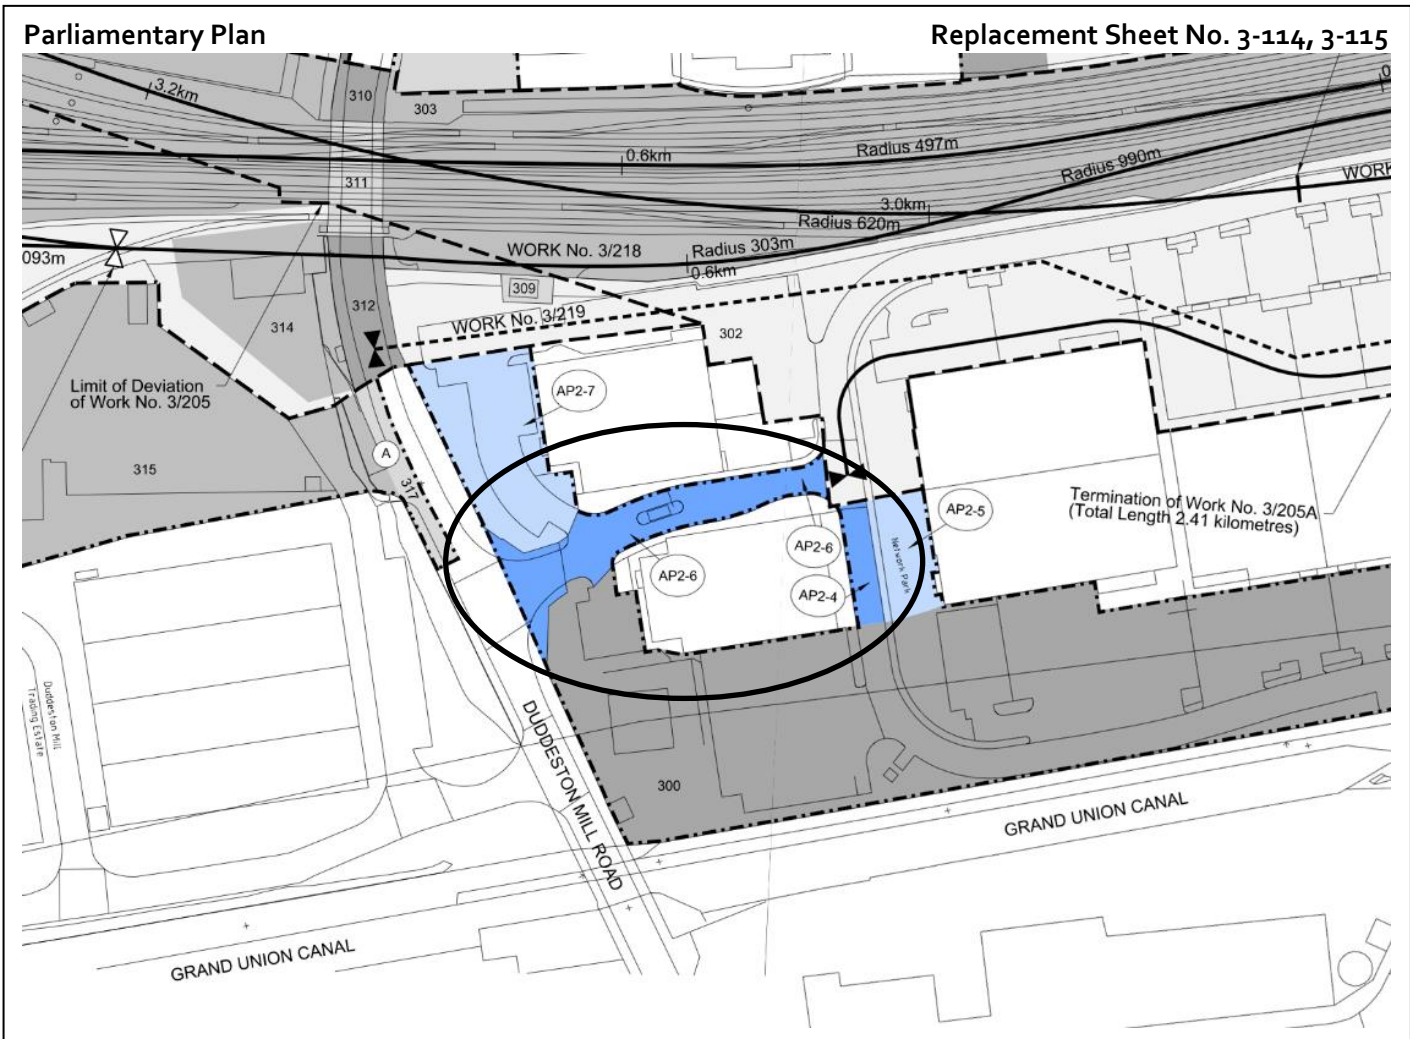 Parliamentary Plan
Replacement Sheet No. 3-114, 3-115
3.2km
310
303
0.6km
Radius 497m
Radius 990m
311
3.0km
WORK
Radius 620m
WORK No. 3/218
Radius 303m
093m
0.6km
309
312
314
WORK No. 3/219
302
Limit of Deviation
of Work No. 3/205
AP2-7
A
315
317
Termination of Work No. 3/205A
(Total Length 2.41 kilometres)
AP2-5
AP2-6
AP2-6
AP2-4
Network Park
Duddeston Mill
Trading Estate
DUDDESTON MILL ROAD
300
GRAND UNION CANAL
GRAND UNION CANAL